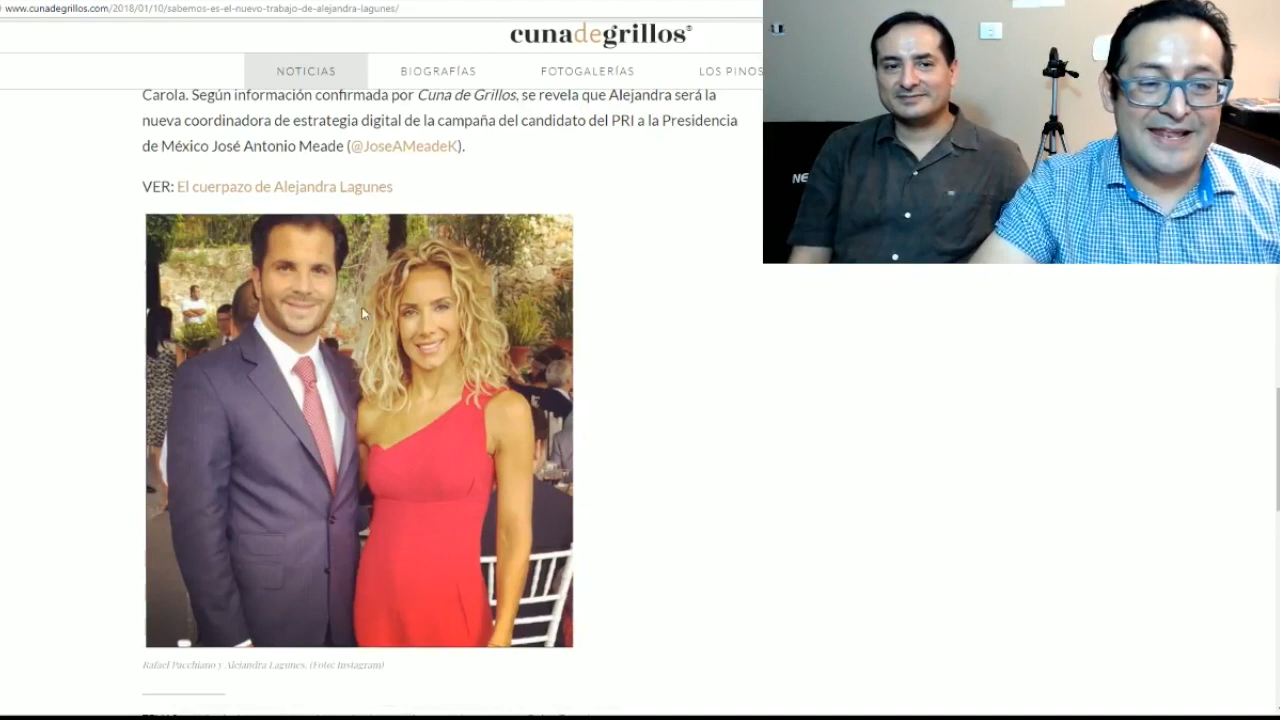 www.cunadegrillos.com/2018/01/10/sabemos-es-el-nuevo-trabajo-de-alejandra-lagunes/
cunadegrillos®
NOTICIAS BIOGRAFÍAS FOTOGALERÍAS LOS PINOS
Carola. Según información confirmada por Cuna de Grillos, se revela que Alejandra será la
nueva coordinadora de estrategia digital de la campaña del candidato del PRI a la Presidencia
de México José Antonio Meade (@JoseAMeadeK).
VER: El cuerpazo de Alejandra Lagunes
Rafael Pacchiano y Alejandra Lagunes. (Foto: Instagram)
NE